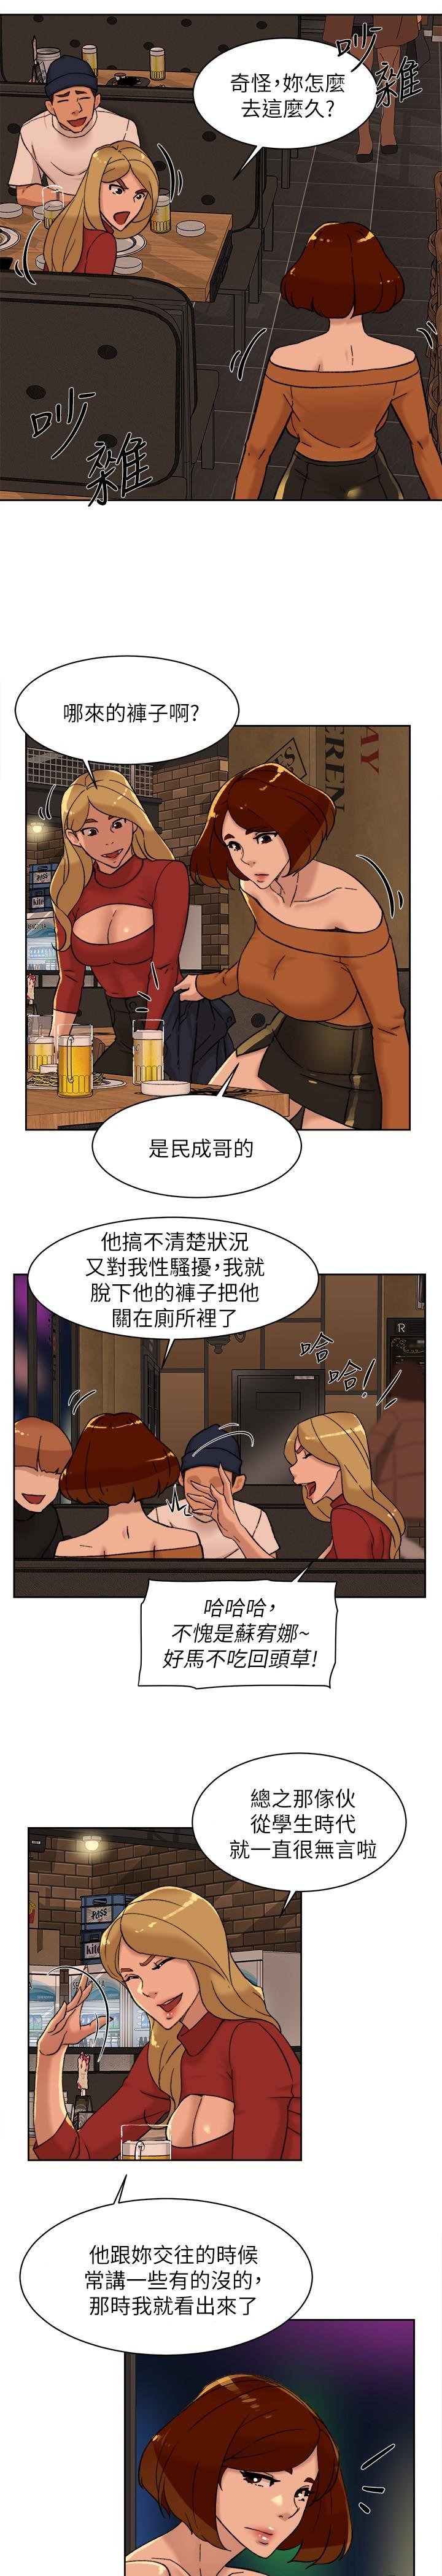 吵
雜
奇怪，妳怎麼
去這麼久?
吵
雜
哪來的褲子啊?
是民成哥的
他搞不清楚狀況
又對我性騷擾，我就
脫下他的褲子把他
關在廁所裡了
哈
哈!
哈哈哈，
不愧是蘇宥娜~
好馬不吃回頭草!
總之那傢伙
從學生時代
就一直很無言啦
他跟妳交往的時候
常講一些有的沒的，
那時我就看出來了